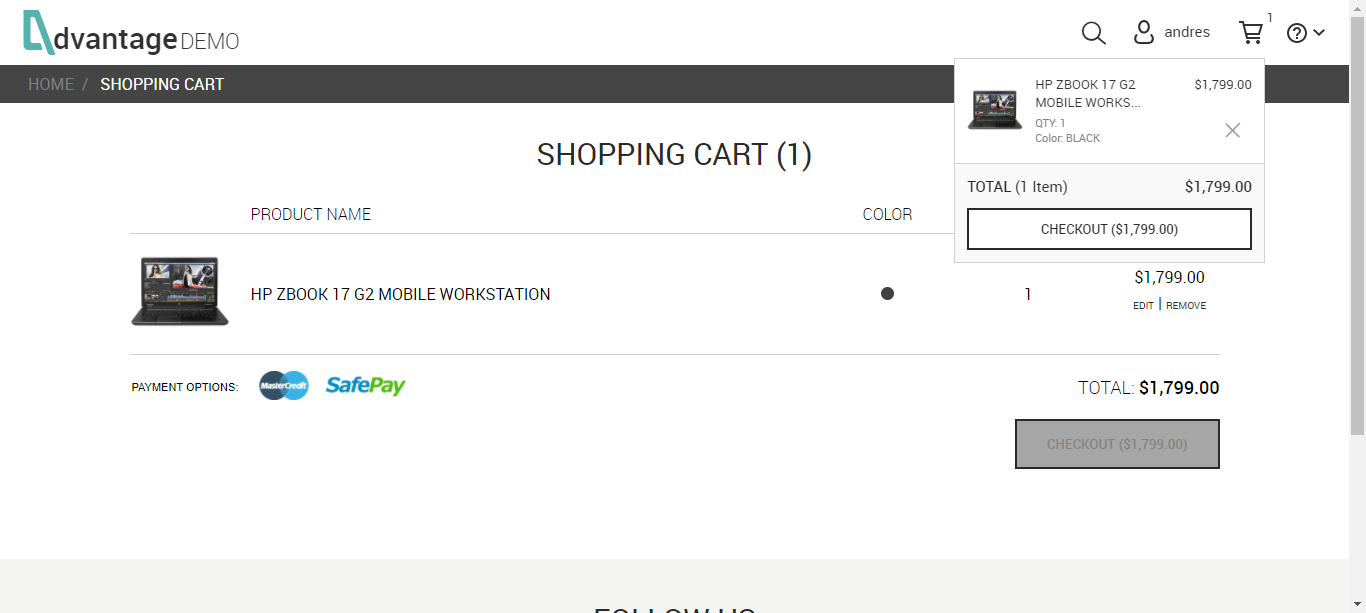 dvantage DEMO
andres
1
HOME / SHOPPING CART
HP ZBOOK 17 G2
MOBILE WORKS...
$1,799.00
QTY: 1
Color: BLACK
TOTAL (1 Item) $1,799.00
CHECKOUT ($1,799.00)
SHOPPING CART (1)
PRODUCT NAME COLOR
HP ZBOOK 17 G2 MOBILE WORKSTATION 1 $1,799.00
EDIT | REMOVE
PAYMENT OPTIONS: MasterCredit SafePay TOTAL: $1,799.00
CHECKOUT ($1,799.00)
FOLLOW US